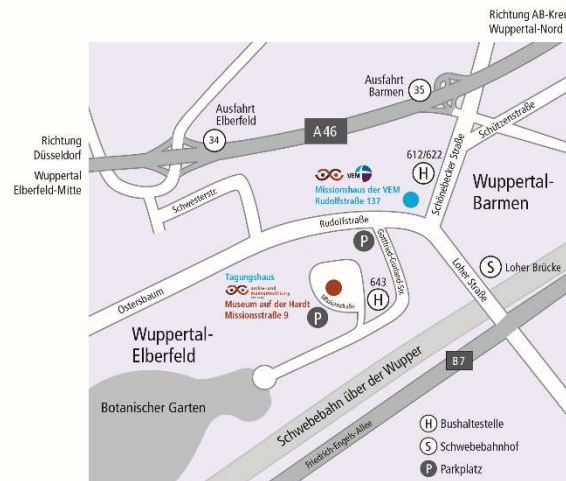 Richtung AB-Kreu
Wuppertal-Nord
Ausfahrt
Barmen
35
Ausfahrt
Elberfeld
34
A 46
Richtung
Düsseldorf
Wuppertal
Elberfeld-Mitte
Schützenstraße
612/622
H
Schönebecker Straße
VEM
Missionshaus der VEM
Rudolfstraße 137
Wuppertal-
Barmen
Schwesterstr.
Rudolfstraße
P
Gottfried-Gurland-Str.
Loher Straße
S
Loher Brücke
Ostersbaum
Tagungshaus
Museum auf der Hardt
Missionsstraße 9
Missionsstraße
643
H
P
Wuppertal-
Elberfeld
B7
Schwebebahn über der Wupper
Botanischer Garten
Friedrich-Engels-Allee
H Bushaltestelle
S Schwebebahnhof
P Parkplatz